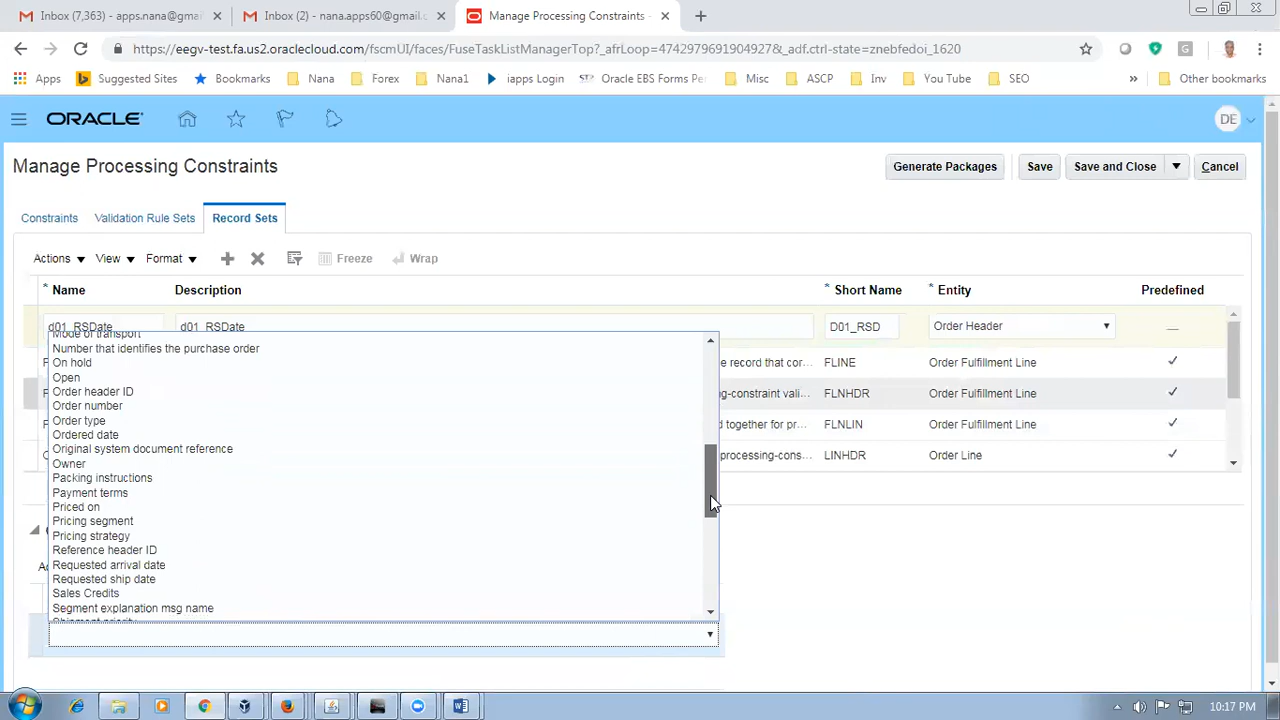 Inbox (7,363) - apps.nana@gma
Inbox (2) - nana.apps60@gmail.c
Manage Processing Constraints
https://eegv-test.fa.us2.oraclecloud.com/fscmUI/faces/FuseTaskListManagerTop?_afrLoop=47429796901904927&_adf.ctrl-state=znebfedoi_1620
Apps
Suggested Sites
Bookmarks
Nana
Forex
Nana1
iapps Login
Oracle EBS Forms Pe
Misc
ASCP
Inv
You Tube
SEO
Other bookmarks
ORACLE
DE
Manage Processing Constraints
Generate Packages
Save
Save and Close
Cancel
Constraints
Validation Rule Sets
Record Sets
Actions
View
Format
Freeze
Wrap
* Name
Description
* Short Name
* Entity
Predefined
d01_RSDate
d01_RSDate
D01_RSD
Order Header
e record that cor...
FLINE
Order Fulfillment Line
ng-constraint vali...
FLNHDR
Order Fulfillment Line
d together for pr...
FLNLIN
Order Fulfillment Line
processing-cons...
LINHDR
Order Line
Mode of transport
Number that identifies the purchase order
On hold
Open
Order header ID
Order number
Order type
Ordered date
Original system document reference
Owner
Packing instructions
Payment terms
Priced on
Pricing segment
Pricing strategy
Reference header ID
Requested arrival date
Requested ship date
Sales Credits
Segment explanation msg name
Shipment priority
10:17 PM